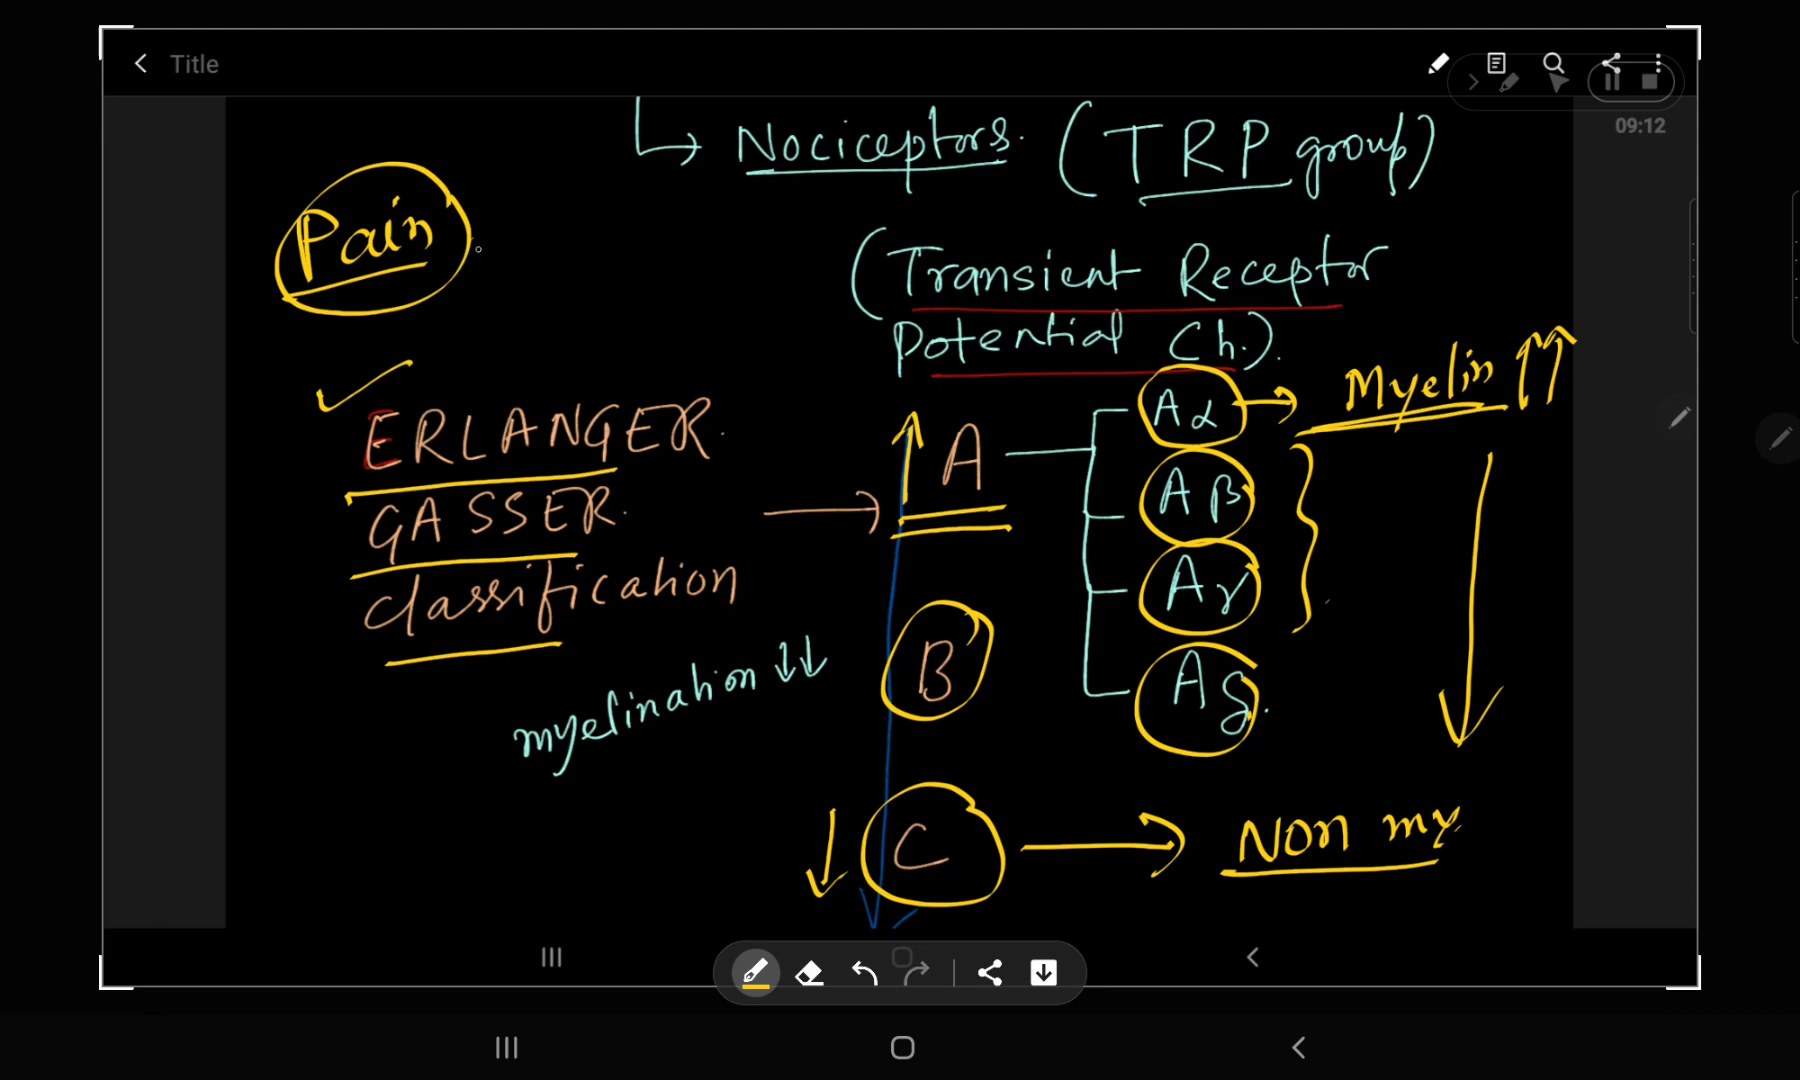 Title
09:12
↳ Nociceptors. (TRP group)
Pain
(Transient Receptor
Potential Ch.).
Myelin ↑↑
ERLANGER.
GASSER.
classification
→ A
Aα →
Aβ
Aγ
Aδ.
B
myelination ↓↓
↓ C → Non my.